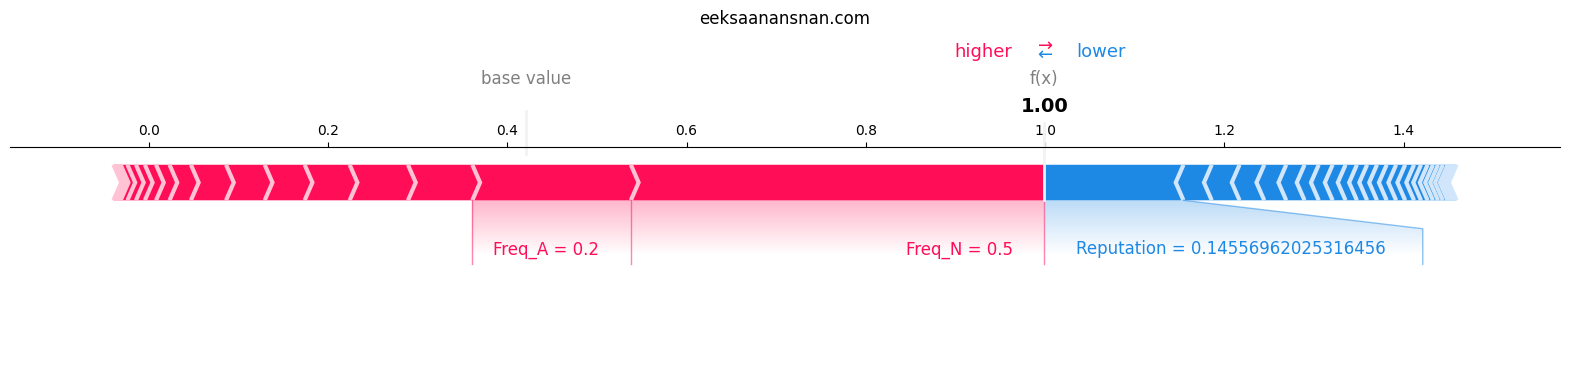 eeksaanansnan.com
higher ⇄ lower
base value f(x)
1.00
0.0 0.2 0.4 0.6 0.8 1.0 1.2 1.4
Freq_A = 0.2 Freq_N = 0.5 Reputation = 0.14556962025316456